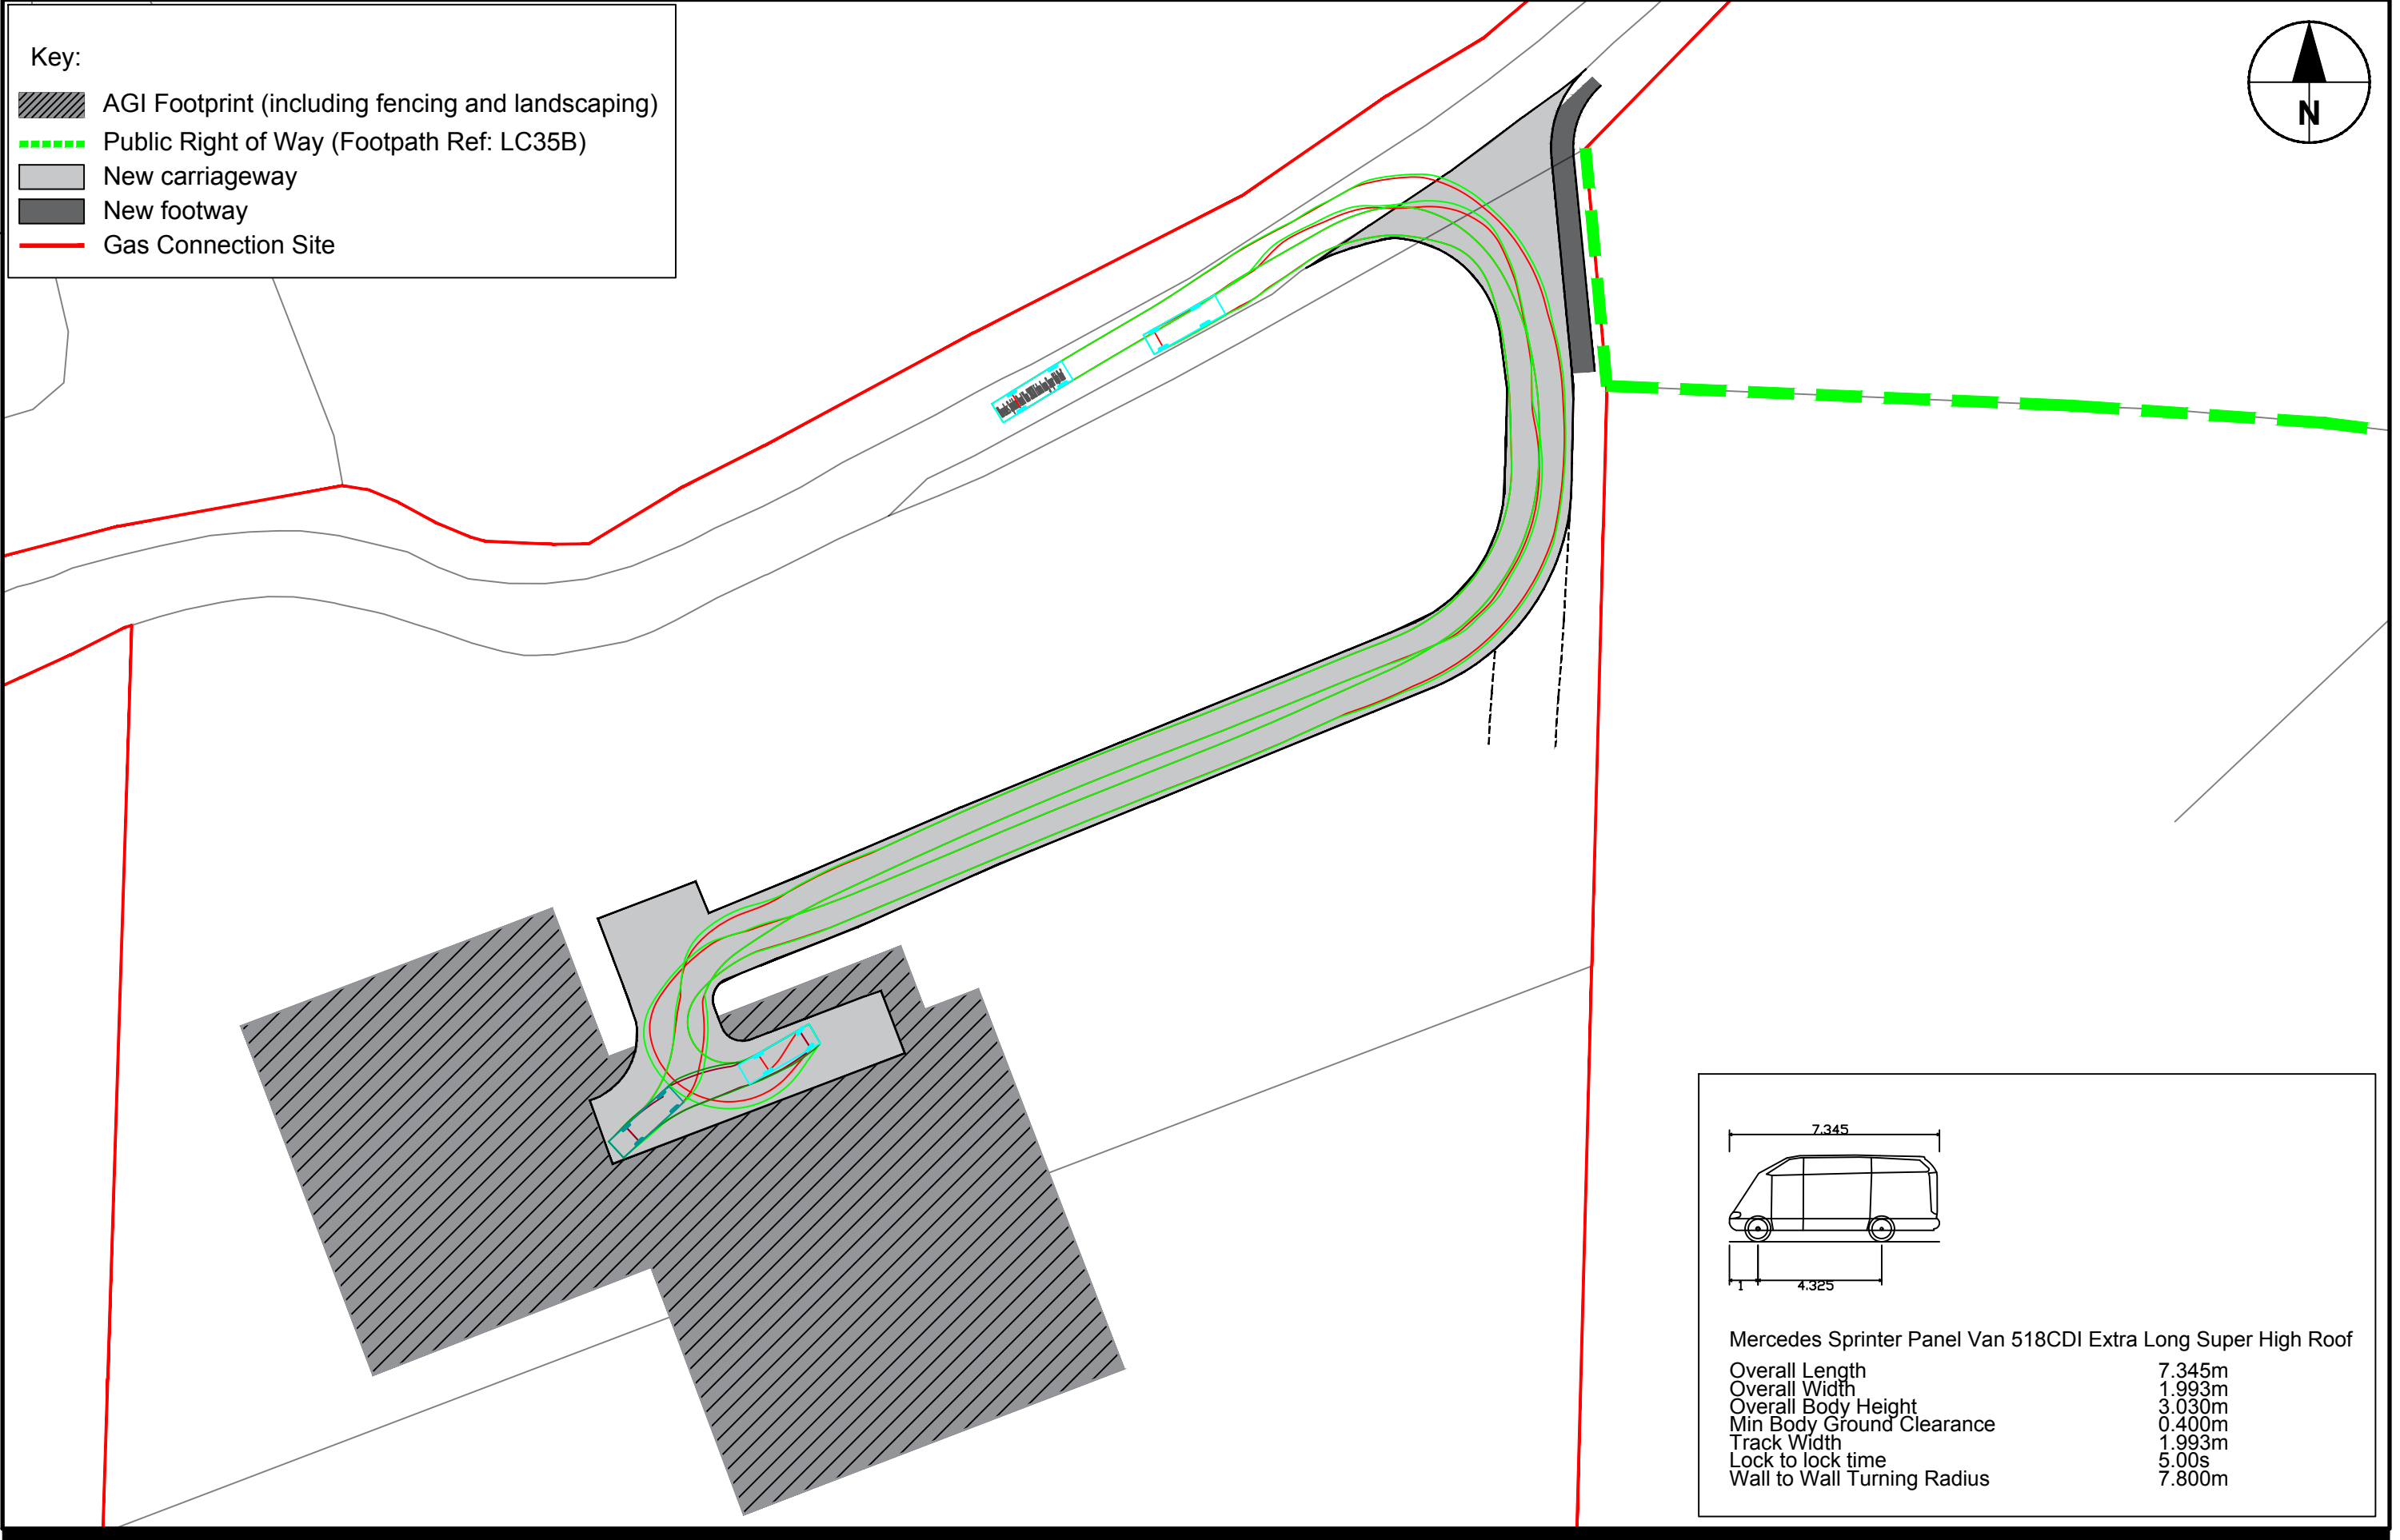 Key:
AGI Footprint (including fencing and landscaping)
Public Right of Way (Footpath Ref: LC35B)
New carriageway
New footway
Gas Connection Site
N
7.345
1
4.325
Mercedes Sprinter Panel Van 518CDI Extra Long Super High Roof
Overall Length 7.345m
Overall Width 1.993m
Overall Body Height 3.030m
Min Body Ground Clearance 0.400m
Track Width 1.993m
Lock to lock time 5.00s
Wall to Wall Turning Radius 7.800m